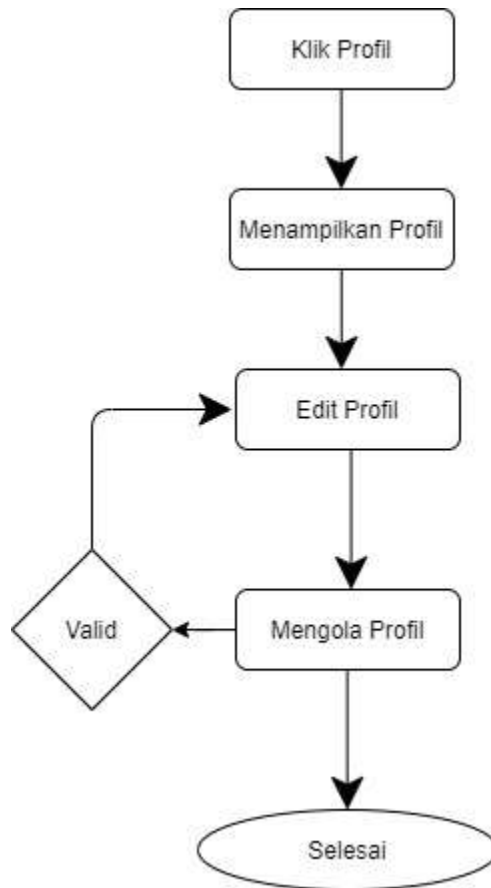 Klik Profil
Menampilkan Profil
Edit Profil
Valid
Mengola Profil
Selesai